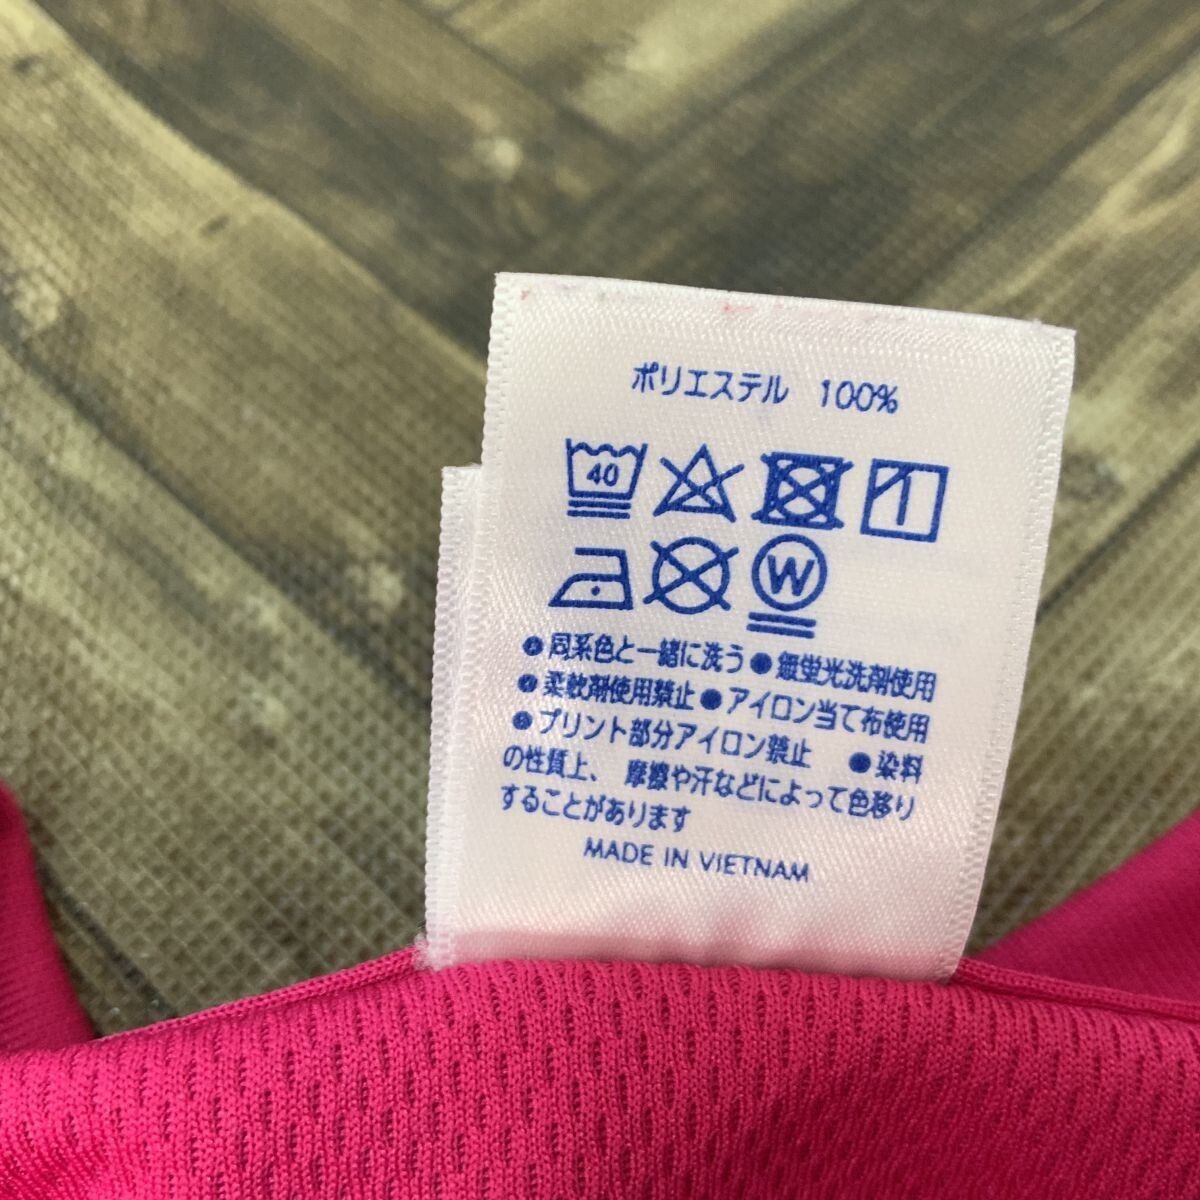 ポリエステル 100%
40
W
●同系色と一緒に洗う●無蛍光洗剤使用
●柔軟剤使用禁止●アイロン当て布使用
●プリント部分アイロン禁止 ●染料
の性質上、摩擦や汗などによって色移り
することがあります
MADE IN VIETNAM